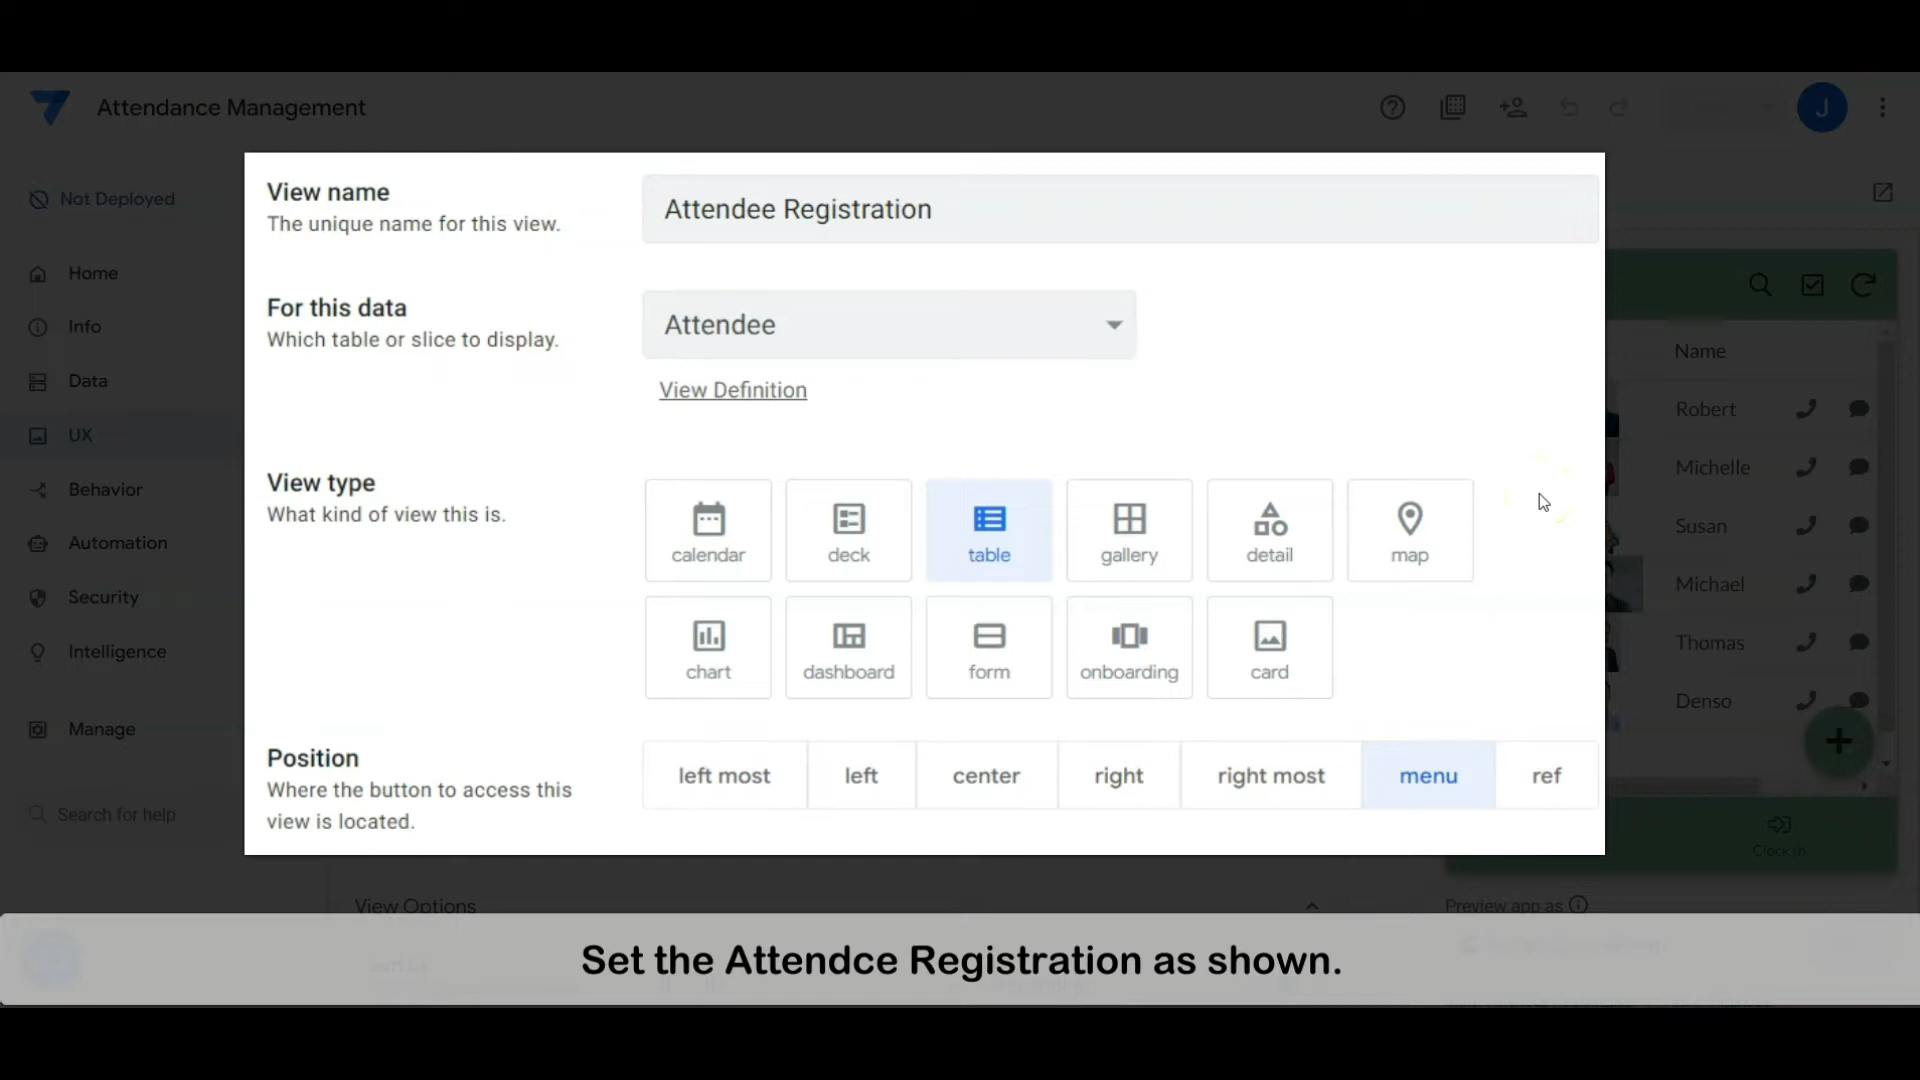 Attendance Management
J
Not Deployed
Home
Info
Data
UX
Behavior
Automation
Security
Intelligence
Manage
Search for help
View name
The unique name for this view.
Attendee Registration
For this data
Which table or slice to display.
Attendee
View Definition
View type
What kind of view this is.
calendar
deck
table
gallery
detail
map
chart
dashboard
form
onboarding
card
Position
Where the button to access this
view is located.
left most
left
center
right
right most
menu
ref
Name
Robert
Michelle
Susan
Michael
Thomas
Denso
Clock In
View Options
Preview app as
Set the Attendce Registration as shown.